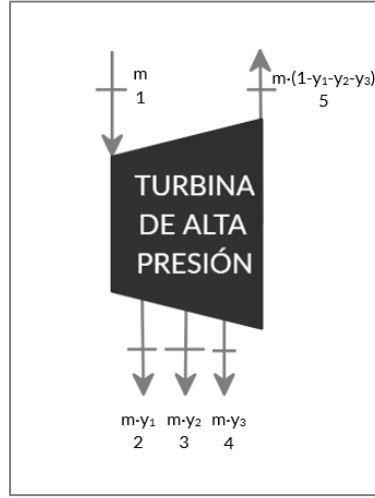 m
1
m·(1-y₁-y₂-y₃)
5
TURBINA
DE ALTA
PRESIÓN
m·y₁ m·y₂ m·y₃
2 3 4